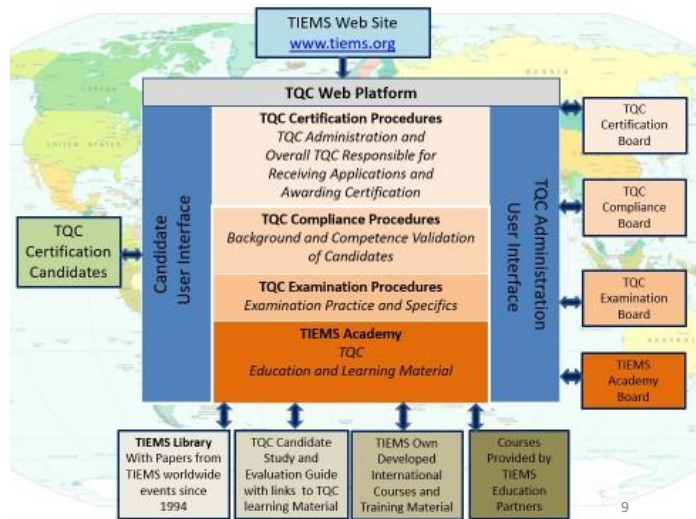 TIEMS Web Site
www.tiems.org
TQC Web Platform
TQC Certification Procedures
TQC Administration and
Overall TQC Responsible for
Receiving Applications and
Awarding Certification
TQC Compliance Procedures
Background and Competence Validation
of Candidates
TQC Examination Procedures
Examination Practice and Specifics
TIEMS Academy
TQC
Education and Learning Material
Candidate
User Interface
TQC Administration
User Interface
TQC
Certification
Candidates
TQC
Certification
Board
TQC
Compliance
Board
TQC
Examination
Board
TIEMS
Academy
Board
TIEMS Library
With Papers from
TIEMS worldwide
events since
1994
TQC Candidate
Study and
Evaluation Guide
with links to TQC
learning Material
TIEMS Own
Developed
International
Courses and
Training Material
Courses
Provided by
TIEMS
Education
Partners
9
CANADA
UNITED STATES
RUSSIA